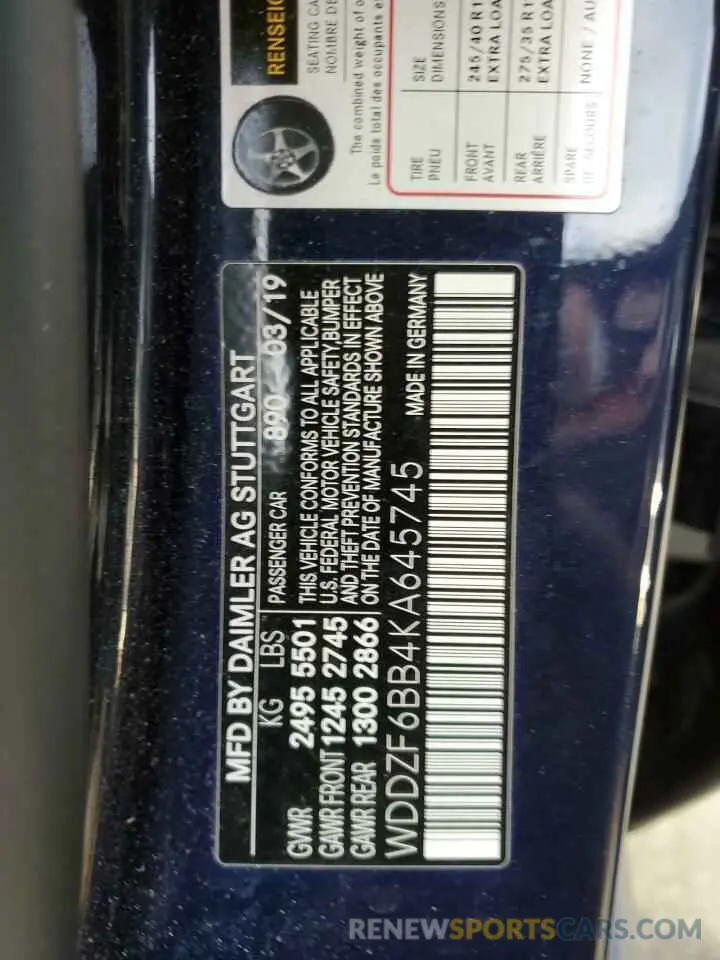 RENSEIG
SEATING CA
NOMBRE DE
The combined weight of o
Le poids total des occupants e
TIRE SIZE
PNEU DIMENSIONS
FRONT 245/40 R1
AVANT EXTRA LOA
REAR 275/35 R1
ARRIÈRE EXTRA LOA
SPARE NONE / AU
DE SECOURS
MFD BY DAIMLER AG STUTTGART
KG LBS PASSENGER CAR 890 03/19
GVWR 2495 5501 THIS VEHICLE CONFORMS TO ALL APPLICABLE
GAWR FRONT 1245 2745 U.S. FEDERAL MOTOR VEHICLE SAFETY,BUMPER
AND THEFT PREVENTION STANDARDS IN EFFECT
GAWR REAR 1300 2866 ON THE DATE OF MANUFACTURE SHOWN ABOVE
WDDZF6BB4KA645745 MADE IN GERMANY
RENEWSPORTSCARS.COM